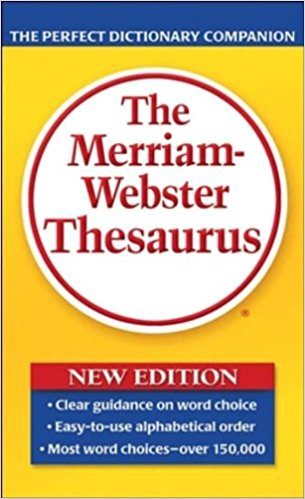 THE PERFECT DICTIONARY COMPANION
The
Merriam-
Webster
Thesaurus
®
NEW EDITION
• Clear guidance on word choice
• Easy-to-use alphabetical order
• Most word choices–over 150,000